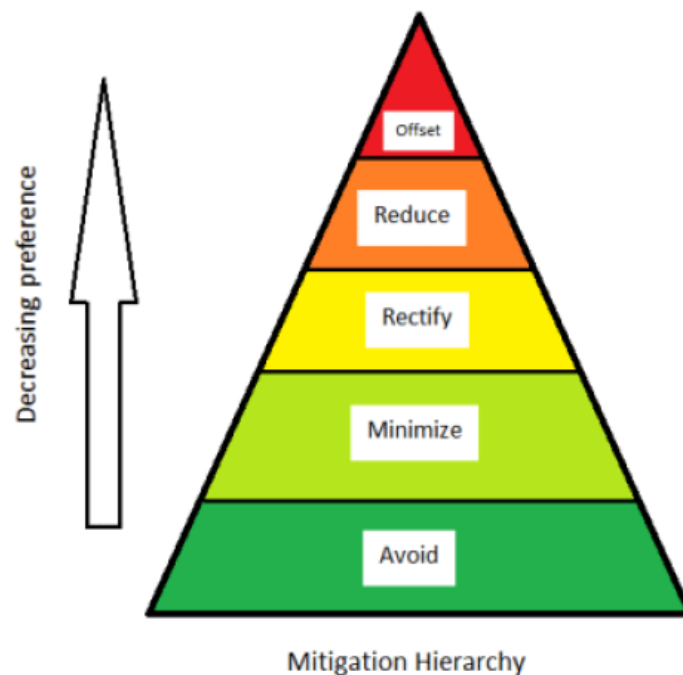 Decreasing preference
Offset
Reduce
Rectify
Minimize
Avoid
Mitigation Hierarchy